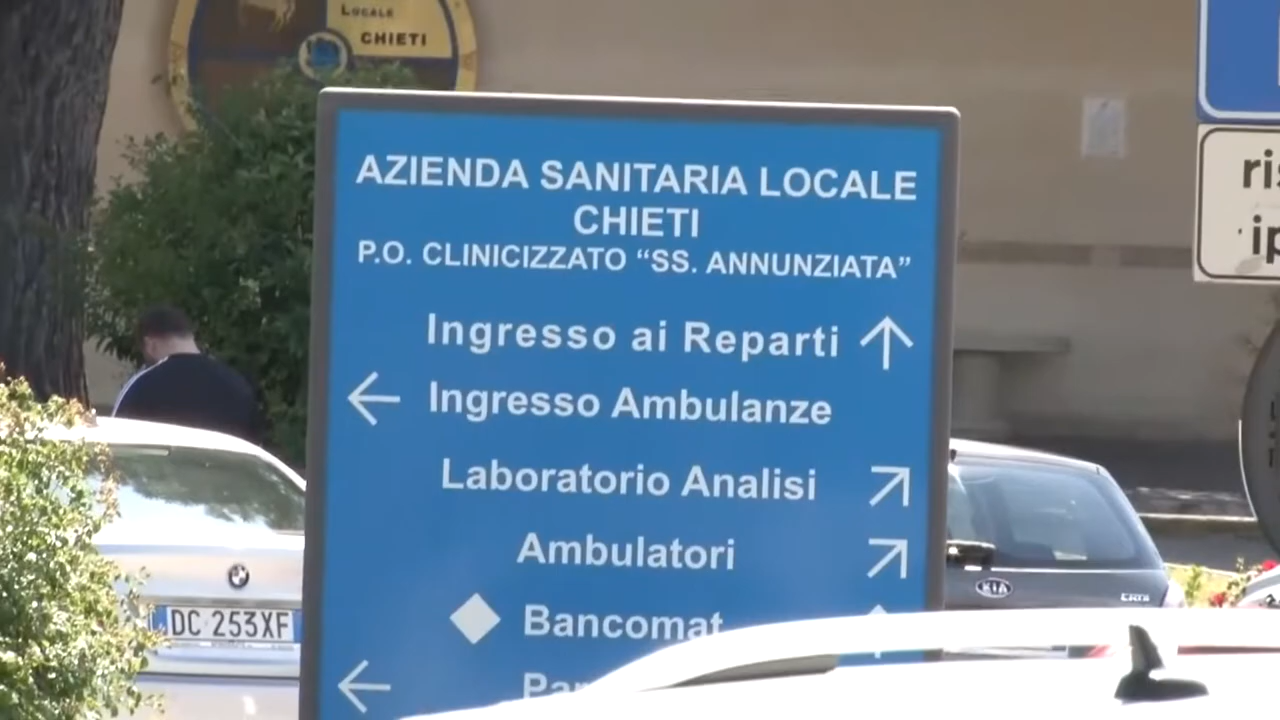 LOCALE
CHIETI
AZIENDA SANITARIA LOCALE
CHIETI
P.O. CLINICIZZATO “SS. ANNUNZIATA”
Ingresso ai Reparti
Ingresso Ambulanze
Laboratorio Analisi
Ambulatori
Bancomat
DC 253XF
KIA